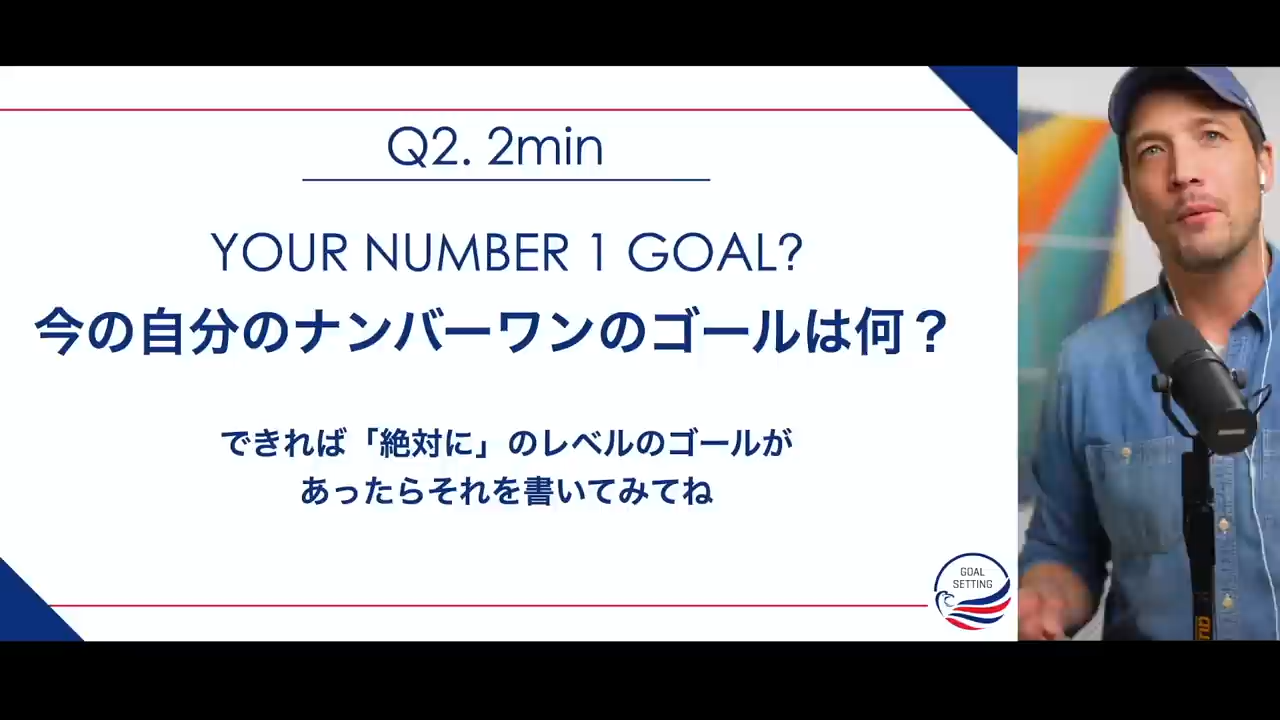 Q2. 2min
YOUR NUMBER 1 GOAL?
今の自分のナンバーワンのゴールは何？
できれば「絶対に」のレベルのゴールが
あったらそれを書いてみてね
GOAL
SETTING